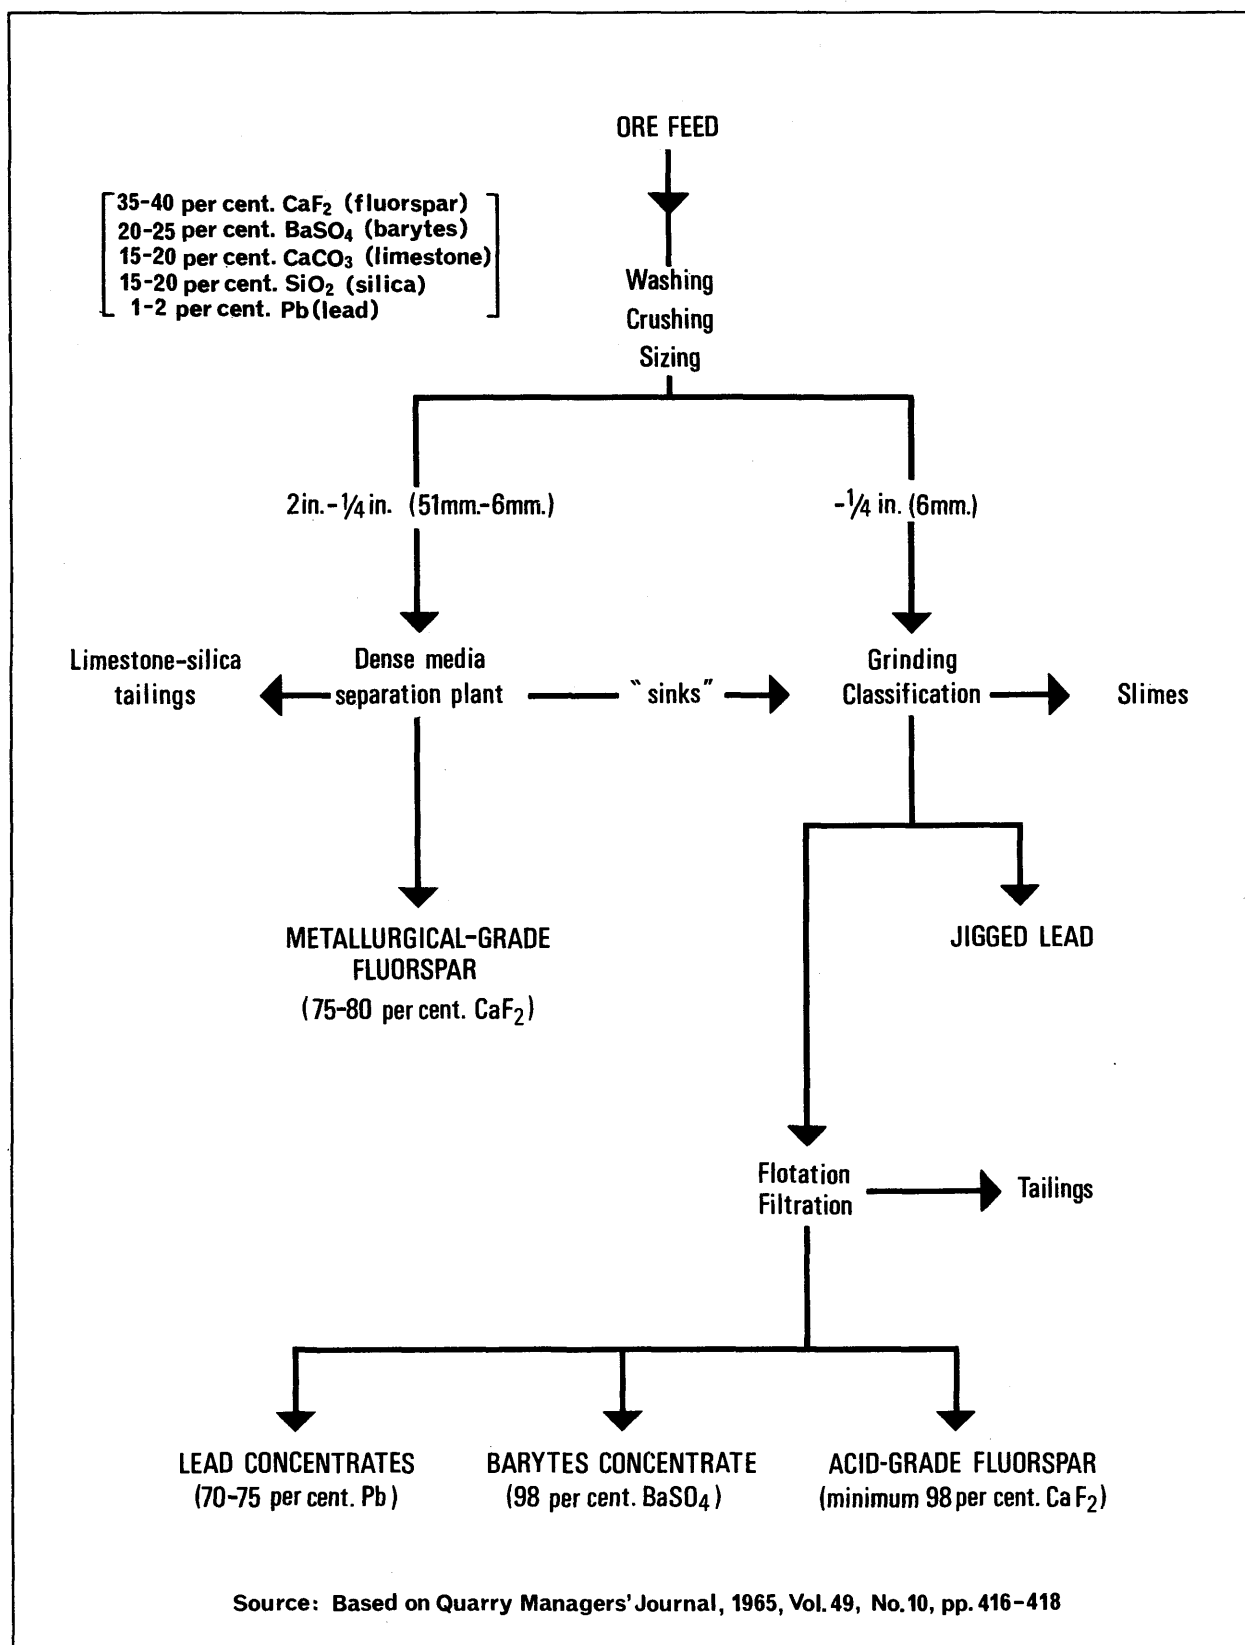 ORE FEED
35-40 per cent. CaF₂ (fluorspar)
20-25 per cent. BaSO₄ (barytes)
15-20 per cent. CaCO₃ (limestone)
15-20 per cent. SiO₂ (silica)
1-2 per cent. Pb(lead)
Washing
Crushing
Sizing
2in.-¼in. (51mm.-6mm.)
-¼ in. (6mm.)
Limestone-silica
tailings
Dense media
separation plant
"sinks"
Grinding
Classification
Slimes
METALLURGICAL-GRADE
FLUORSPAR
(75-80 per cent. CaF₂)
JIGGED LEAD
Flotation
Filtration
Tailings
LEAD CONCENTRATES
(70-75 per cent. Pb)
BARYTES CONCENTRATE
(98 per cent. BaSO₄)
ACID-GRADE FLUORSPAR
(minimum 98 per cent. CaF₂)
Source: Based on Quarry Managers' Journal, 1965, Vol. 49, No. 10, pp. 416-418